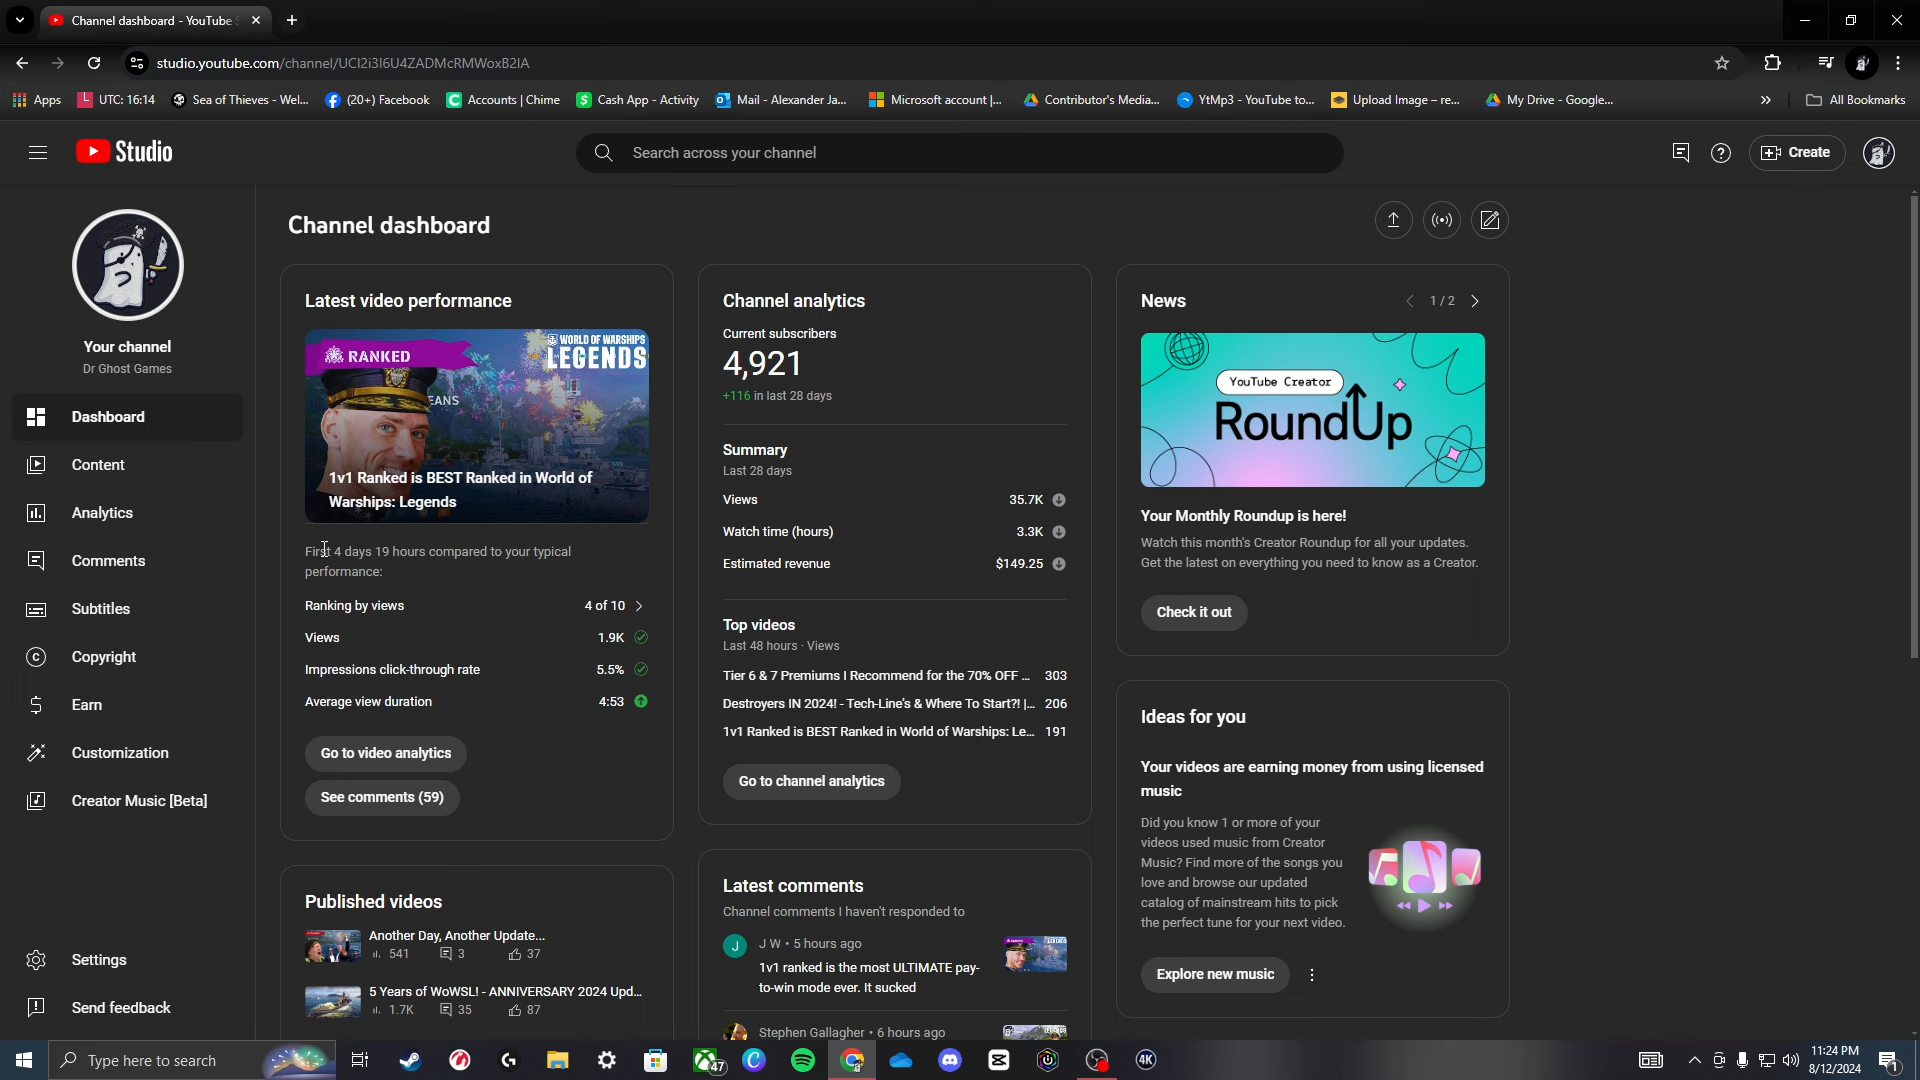 Channel dashboard - YouTube S
studio.youtube.com/channel/UCI2i3I6U4ZADMcRMWoxB2IA
Apps
UTC: 16:14
Sea of Thieves - Wel...
(20+) Facebook
Accounts | Chime
Cash App - Activity
Mail - Alexander Ja...
Microsoft account |...
Contributor's Media...
YtMp3 - YouTube to...
Upload Image – re...
My Drive - Google...
All Bookmarks
Studio
Search across your channel
Create
Your channel
Dr Ghost Games
Dashboard
Content
Analytics
Comments
Subtitles
Copyright
Earn
Customization
Creator Music [Beta]
Settings
Send feedback
Channel dashboard
Latest video performance
RANKED
WORLD OF WARSHIPS
LEGENDS
EANS
1v1 Ranked is BEST Ranked in World of
Warships: Legends
First 4 days 19 hours compared to your typical
performance:
Ranking by views 4 of 10
Views 1.9K
Impressions click-through rate 5.5%
Average view duration 4:53
Go to video analytics
See comments (59)
Published videos
Another Day, Another Update...
541 3 37
5 Years of WoWSL! - ANNIVERSARY 2024 Upd...
1.7K 35 87
Channel analytics
Current subscribers
4,921
+116 in last 28 days
Summary
Last 28 days
Views 35.7K
Watch time (hours) 3.3K
Estimated revenue $149.25
Top videos
Last 48 hours · Views
Tier 6 & 7 Premiums I Recommend for the 70% OFF ... 303
Destroyers IN 2024! - Tech-Line's & Where To Start?! |... 206
1v1 Ranked is BEST Ranked in World of Warships: Le... 191
Go to channel analytics
Latest comments
Channel comments I haven't responded to
J
J W • 5 hours ago
1v1 ranked is the most ULTIMATE pay-
to-win mode ever. It sucked
Stephen Gallagher • 6 hours ago
News
1 / 2
YouTube Creator
RoundUp
Your Monthly Roundup is here!
Watch this month's Creator Roundup for all your updates.
Get the latest on everything you need to know as a Creator.
Check it out
Ideas for you
Your videos are earning money from using licensed
music
Did you know 1 or more of your
videos used music from Creator
Music? Find more of the songs you
love and browse our updated
catalog of mainstream hits to pick
the perfect tune for your next video.
Explore new music
Type here to search
47
4K
11:24 PM
8/12/2024
1